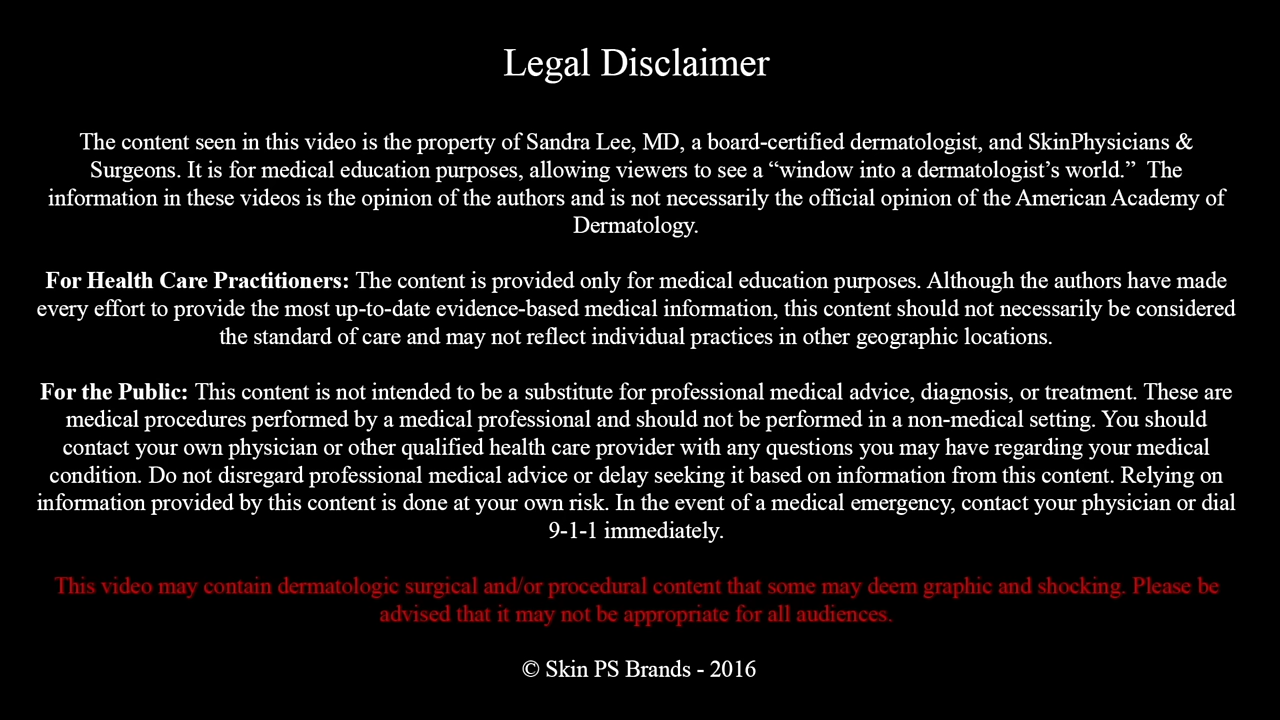 Legal Disclaimer
The content seen in this video is the property of Sandra Lee, MD, a board-certified dermatologist, and SkinPhysicians &
Surgeons. It is for medical education purposes, allowing viewers to see a “window into a dermatologist’s world.”  The
information in these videos is the opinion of the authors and is not necessarily the official opinion of the American Academy of
Dermatology.
For Health Care Practitioners: The content is provided only for medical education purposes. Although the authors have made
every effort to provide the most up-to-date evidence-based medical information, this content should not necessarily be considered
the standard of care and may not reflect individual practices in other geographic locations.
For the Public: This content is not intended to be a substitute for professional medical advice, diagnosis, or treatment. These are
medical procedures performed by a medical professional and should not be performed in a non-medical setting. You should
contact your own physician or other qualified health care provider with any questions you may have regarding your medical
condition. Do not disregard professional medical advice or delay seeking it based on information from this content. Relying on
information provided by this content is done at your own risk. In the event of a medical emergency, contact your physician or dial
9-1-1 immediately.
This video may contain dermatologic surgical and/or procedural content that some may deem graphic and shocking. Please be
advised that it may not be appropriate for all audiences.
© Skin PS Brands - 2016